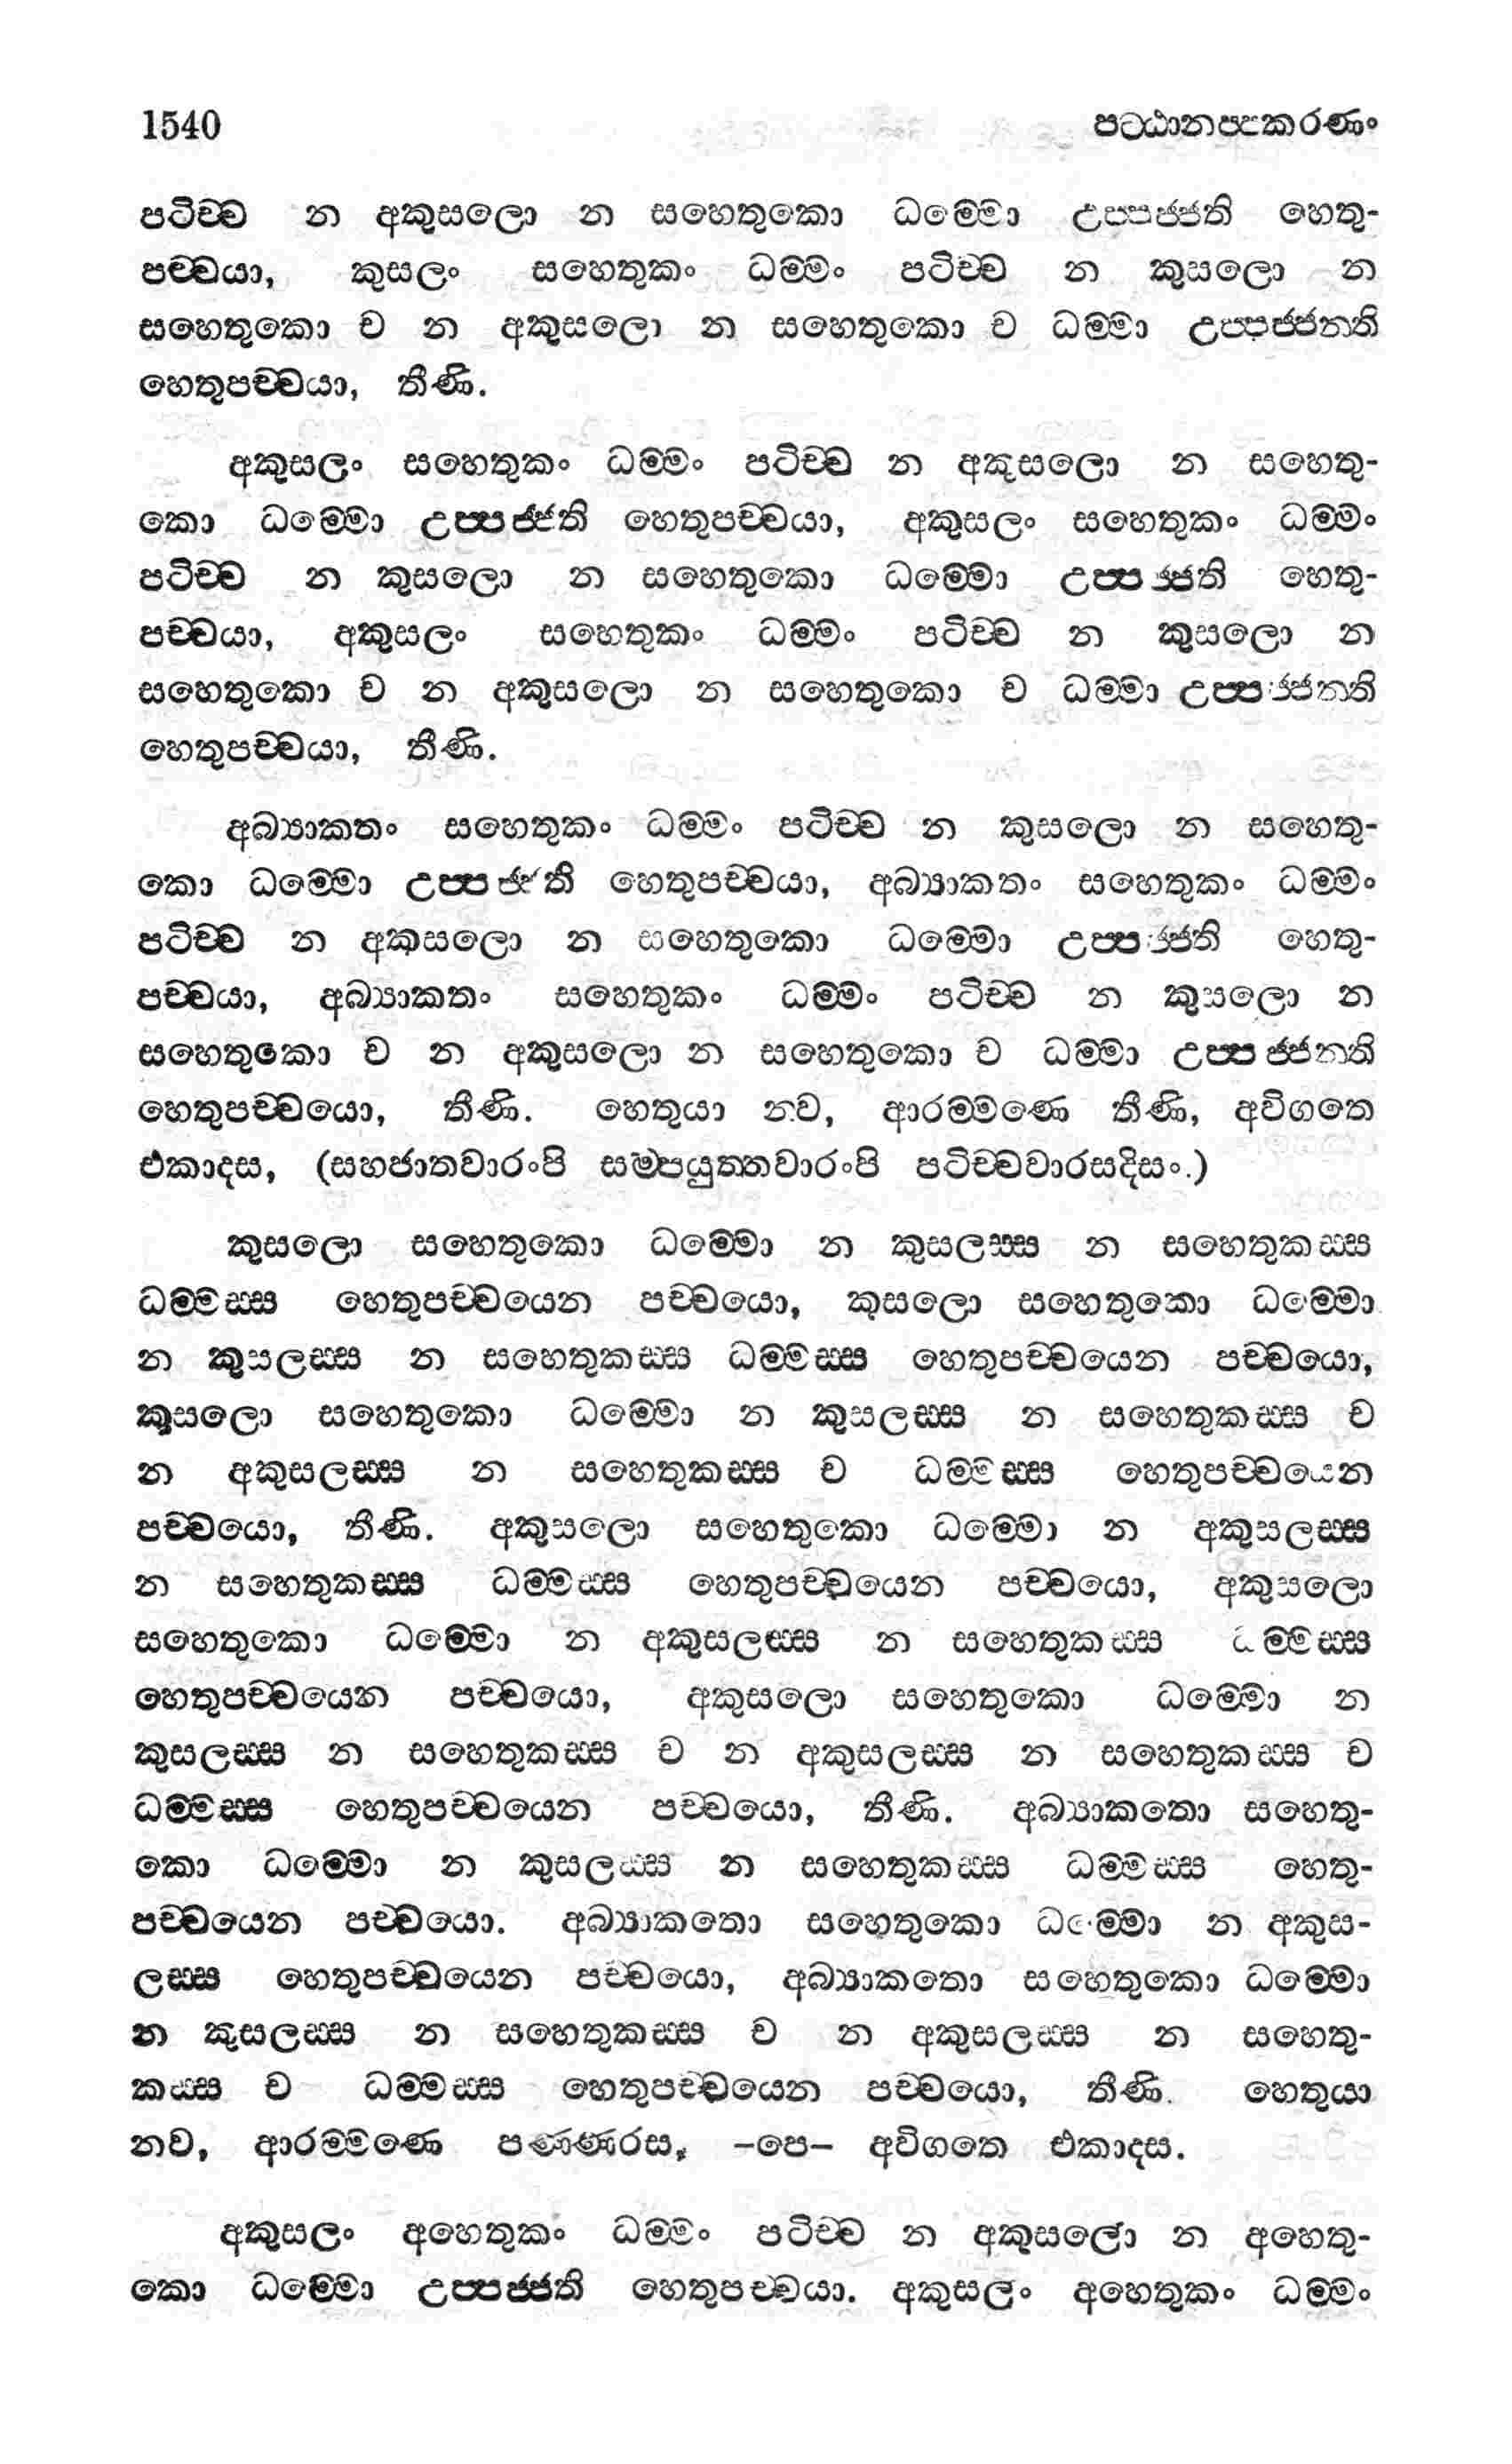 1540 පට්ඨානප්පකරණං
පටිච්ච න අකුසලො න සහෙතුකො ධම්මො උප්පජ්ජති හෙතු-
පච්චයා, කුසලං සහෙතුකං ධම්මං පටිච්ච න කුසලො න
සහෙතුකො ච න අකුසලො න සහෙතුකො ච ධම්මා උප්පජ්ජන්ති
හෙතුපච්චයා, තීණි.
අකුසලං සහෙතුකං ධම්මං පටිච්ච න අකුසලො න සහෙතු-
කො ධම්මො උප්පජ්ජති හෙතුපච්චයා, අකුසලං සහෙතුකං ධම්මං
පටිච්ච න කුසලො න සහෙතුකො ධම්මො උප්පජ්ජති හෙතු-
පච්චයා, අකුසලං සහෙතුකං ධම්මං පටිච්ච න කුසලො න
සහෙතුකො ච න අකුසලො න සහෙතුකො ච ධම්මා උප්පජ්ජන්ති
හෙතුපච්චයා, තීණි.
අබ්‍යාකතං සහෙතුකං ධම්මං පටිච්ච න කුසලො න සහෙතු-
කො ධම්මො උප්පජ්ජති හෙතුපච්චයා, අබ්‍යාකතං සහෙතුකං ධම්මං
පටිච්ච න අකුසලො න සහෙතුකො ධම්මො උප්පජ්ජති හෙතු-
පච්චයා, අබ්‍යාකතං සහෙතුකං ධම්මං පටිච්ච න කුසලො න
සහෙතුකො ච න අකුසලො න සහෙතුකො ච ධම්මා උප්පජ්ජන්ති
හෙතුපච්චයො, තීණි. හෙතුයා නව, ආරම්මණෙ තීණි, අවිගතෙ
එකාදස, (සහජාතවාරංපි සම්පයුත්තවාරංපි පටිච්චවාරසදිසං.)
කුසලො සහෙතුකො ධම්මො න කුසලස්ස න සහෙතුකස්ස
ධම්මස්ස හෙතුපච්චයෙන පච්චයො, කුසලො සහෙතුකො ධම්මො
න කුසලස්ස න සහෙතුකස්ස ධම්මස්ස හෙතුපච්චයෙන පච්චයො,
කුසලො සහෙතුකො ධම්මො න කුසලස්ස න සහෙතුකස්ස ච
න අකුසලස්ස න සහෙතුකස්ස ච ධම්මස්ස හෙතුපච්චයෙන
පච්චයො, තීණි. අකුසලො සහෙතුකො ධම්මො න අකුසලස්ස
න සහෙතුකස්ස ධම්මස්ස හෙතුපච්චයෙන පච්චයො, අකුසලො
සහෙතුකො ධම්මො න අකුසලස්ස න සහෙතුකස්ස ධම්මස්ස
හෙතුපච්චයෙන පච්චයො, අකුසලො සහෙතුකො ධම්මො න
කුසලස්ස න සහෙතුකස්ස ච න අකුසලස්ස න සහෙතුකස්ස ච
ධම්මස්ස හෙතුපච්චයෙන පච්චයො, තීණි. අබ්‍යාකතො සහෙතු-
කො ධම්මො න කුසලස්ස න සහෙතුකස්ස ධම්මස්ස හෙතු-
පච්චයෙන පච්චයො. අබ්‍යාකතො සහෙතුකො ධම්මො න අකුස-
ලස්ස හෙතුපච්චයෙන පච්චයො, අබ්‍යාකතො සහෙතුකො ධම්මො
න කුසලස්ස න සහෙතුකස්ස ච න අකුසලස්ස න සහෙතු-
කස්ස ච ධම්මස්ස හෙතුපච්චයෙන පච්චයො, තීණි. හෙතුයා
නව, ආරම්මණෙ පණ්ණරස, –පෙ– අවිගතෙ එකාදස.
අකුසලං අහෙතුකං ධම්මං පටිච්ච න අකුසලො න අහෙතු-
කො ධම්මො උප්පජ්ජති හෙතුපච්චයා. අකුසලං අහෙතුකං ධම්මං